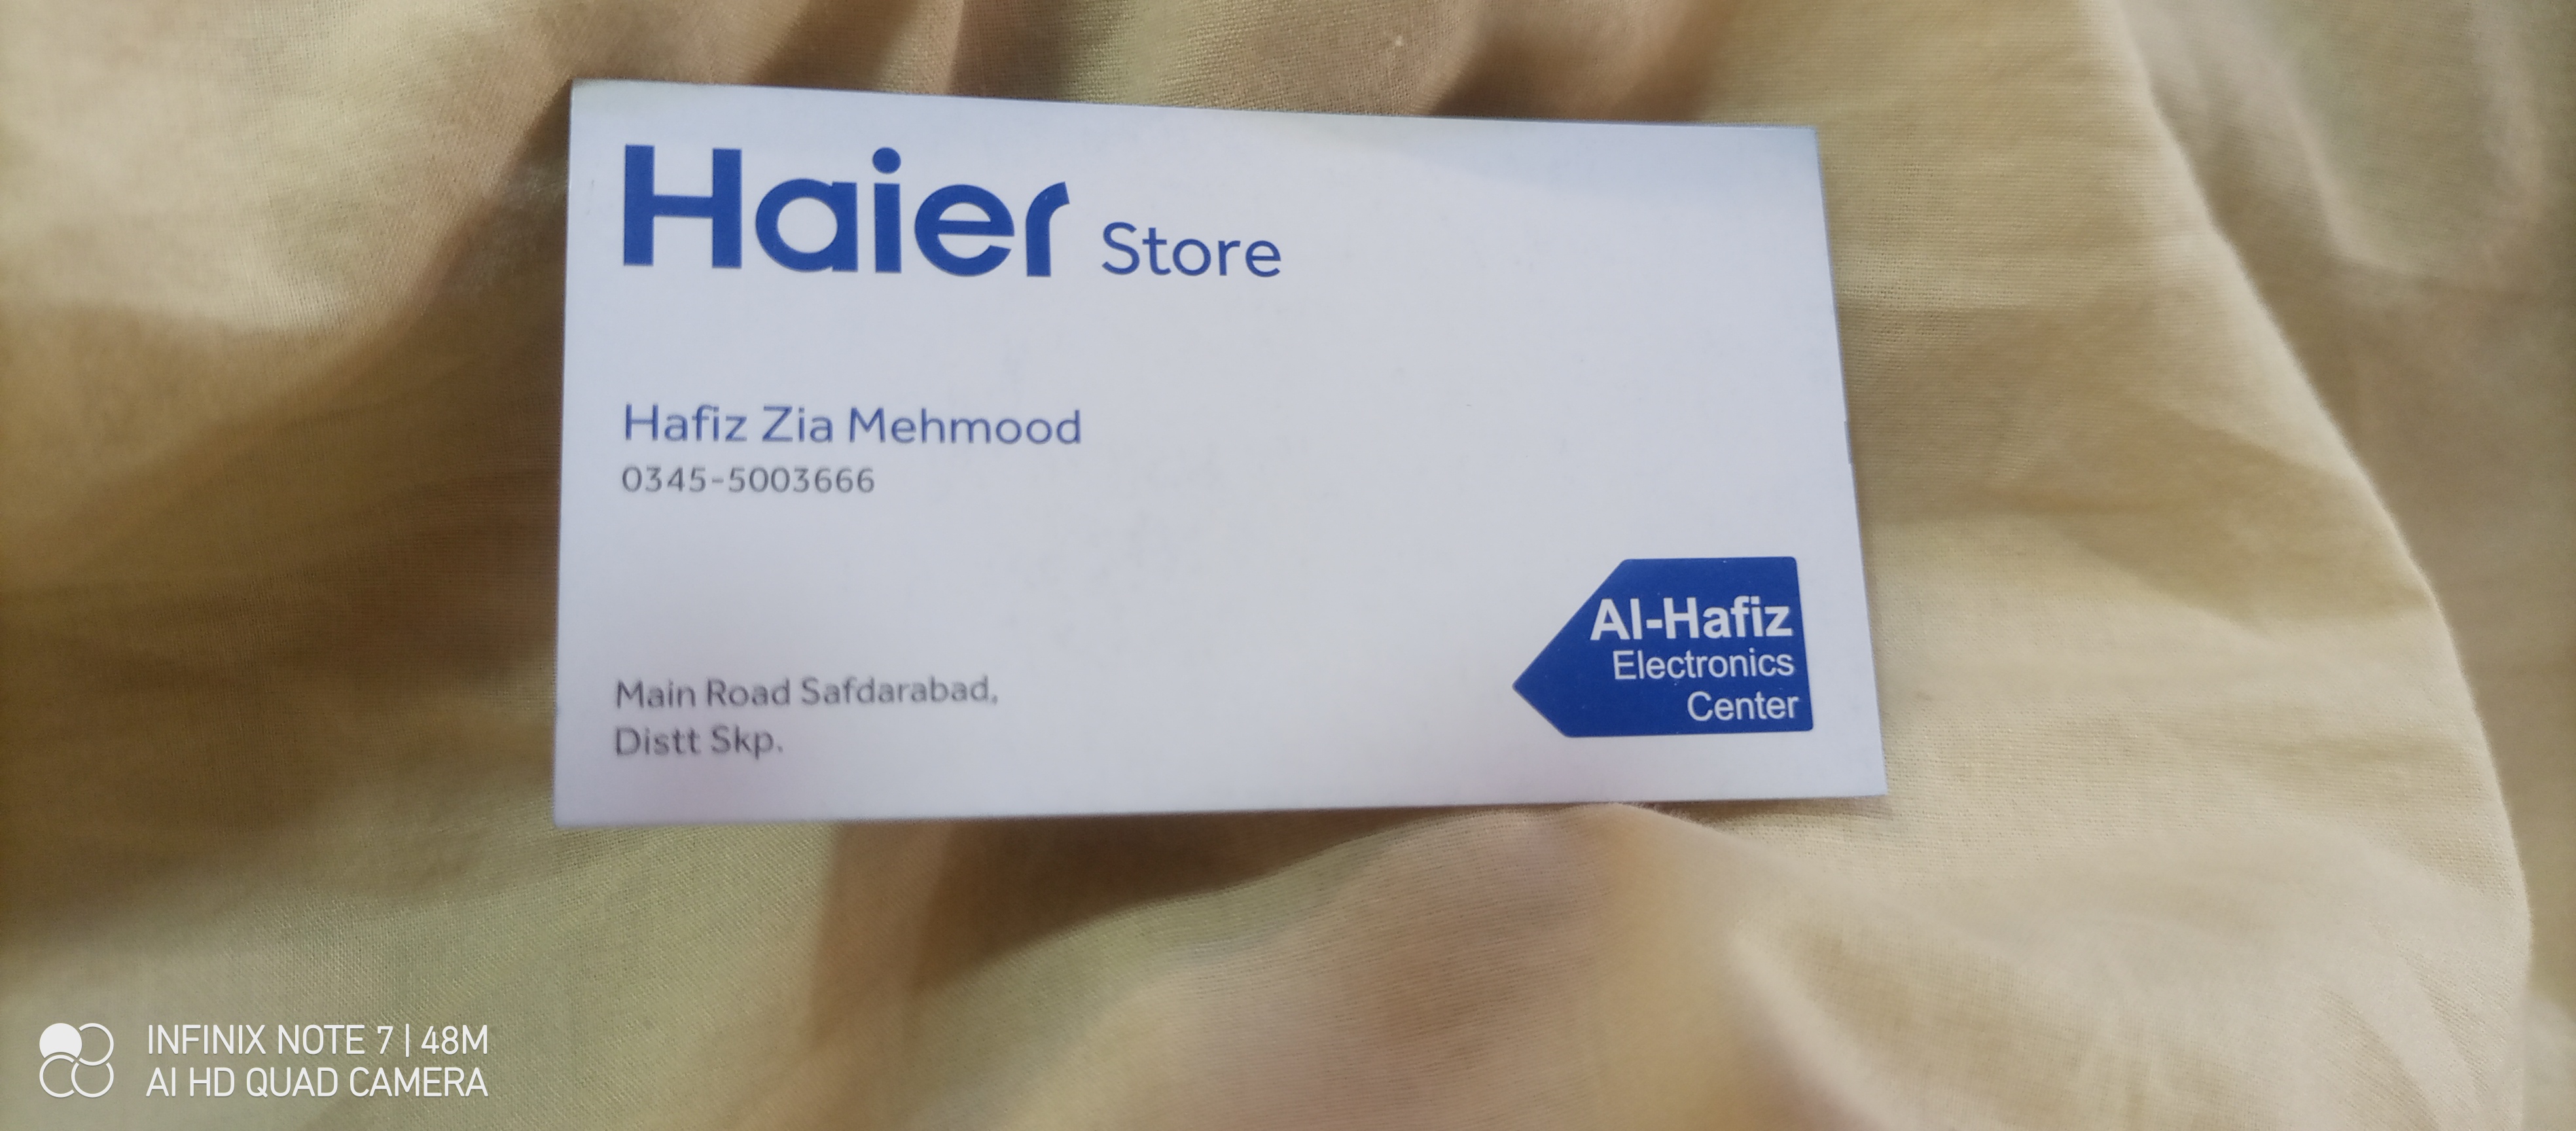 Haier Store
Hafiz Zia Mehmood
0345-5003666
Main Road Safdarabad,
Distt Skp.
Al-Hafiz
Electronics
Center
INFINIX NOTE 7 | 48M
AI HD QUAD CAMERA